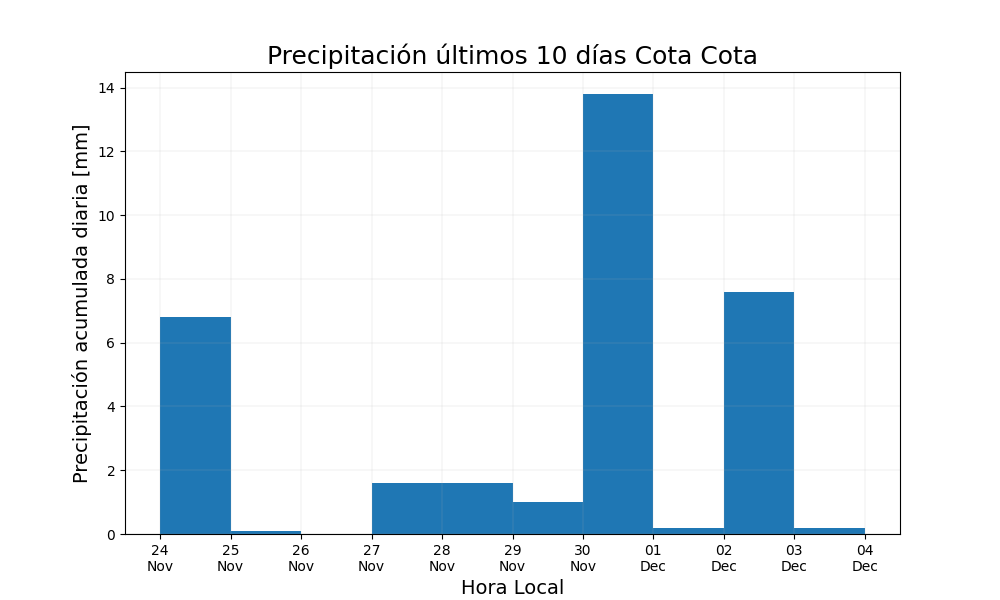 Precipitación últimos 10 días Cota Cota
Precipitación acumulada diaria [mm]
14
12
10
8
6
4
2
0
24 25 26 27 28 29 30 01 02 03 04
Nov Nov Nov Nov Nov Nov Nov Dec Dec Dec Dec
Hora Local